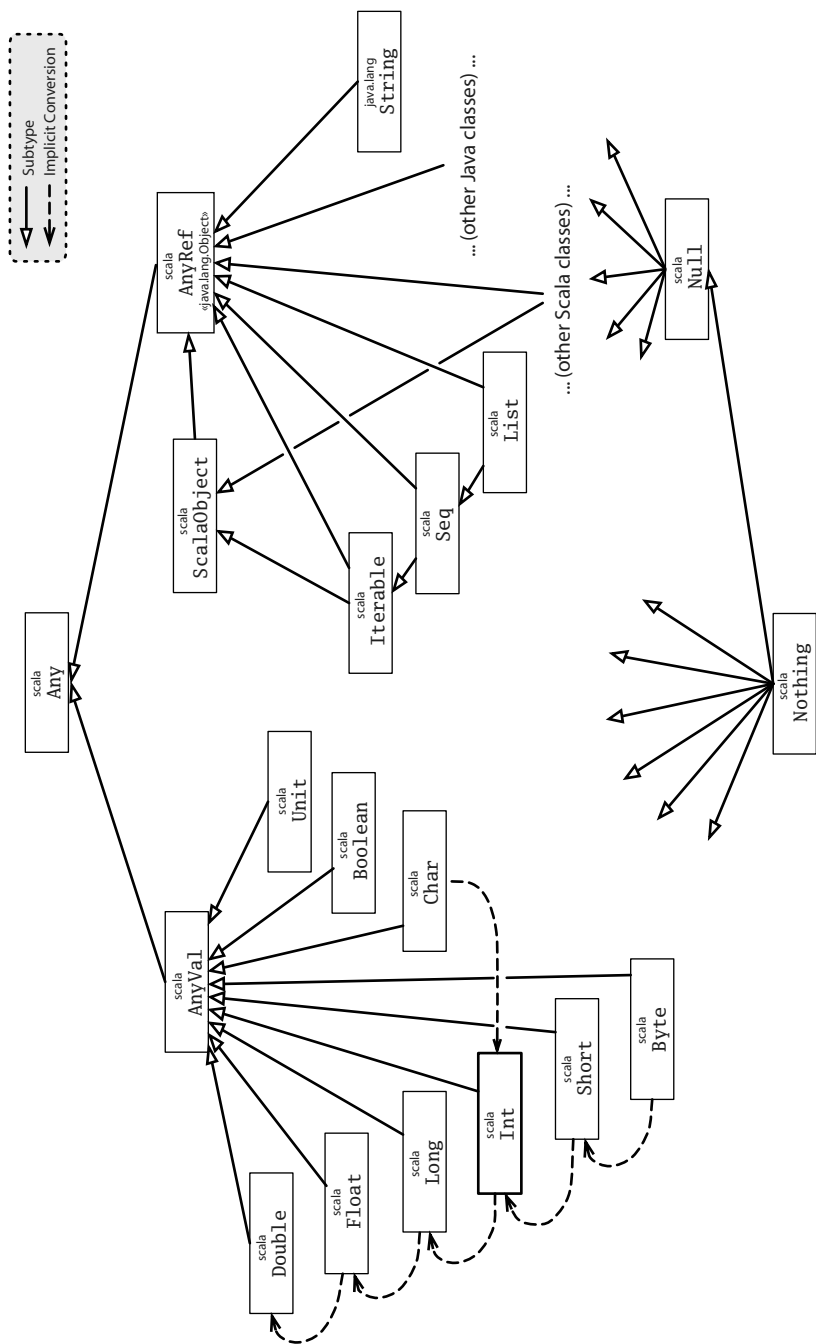 Subtype
Implicit Conversion
scala
Any
scala
AnyVal
scala
AnyRef
«java.lang.Object»
scala
Double
scala
Float
scala
Long
scala
Int
scala
Short
scala
Byte
scala
Char
scala
Boolean
scala
Unit
scala
ScalaObject
scala
Iterable
scala
Seq
scala
List
java.lang
String
... (other Java classes) ...
... (other Scala classes) ...
scala
Null
scala
Nothing